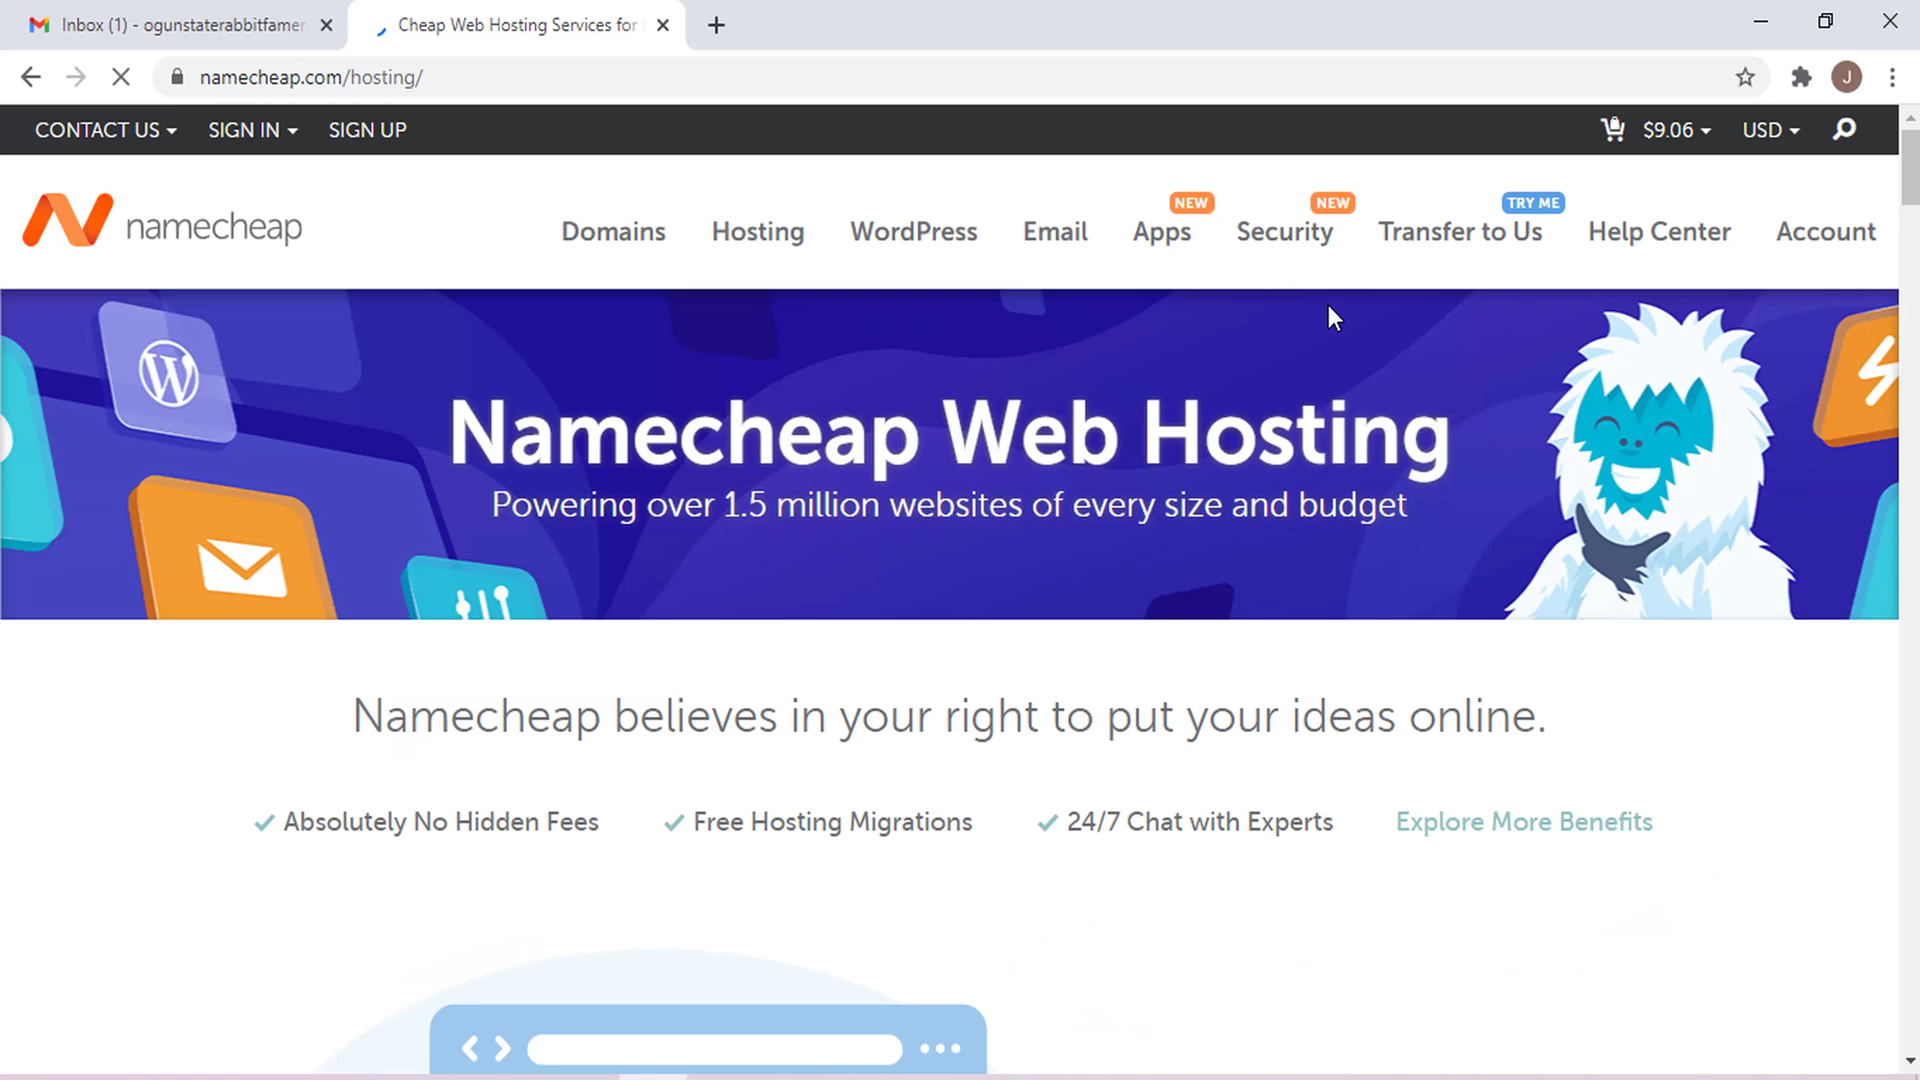 Inbox (1) - ogunstaterabbitfamer
Cheap Web Hosting Services for
namecheap.com/hosting/
J
CONTACT US SIGN IN SIGN UP $9.06 USD
namecheap
Domains Hosting WordPress Email Apps NEW Security NEW Transfer to Us TRY ME Help Center Account
Namecheap Web Hosting
Powering over 1.5 million websites of every size and budget
Namecheap believes in your right to put your ideas online.
Absolutely No Hidden Fees Free Hosting Migrations 24/7 Chat with Experts Explore More Benefits